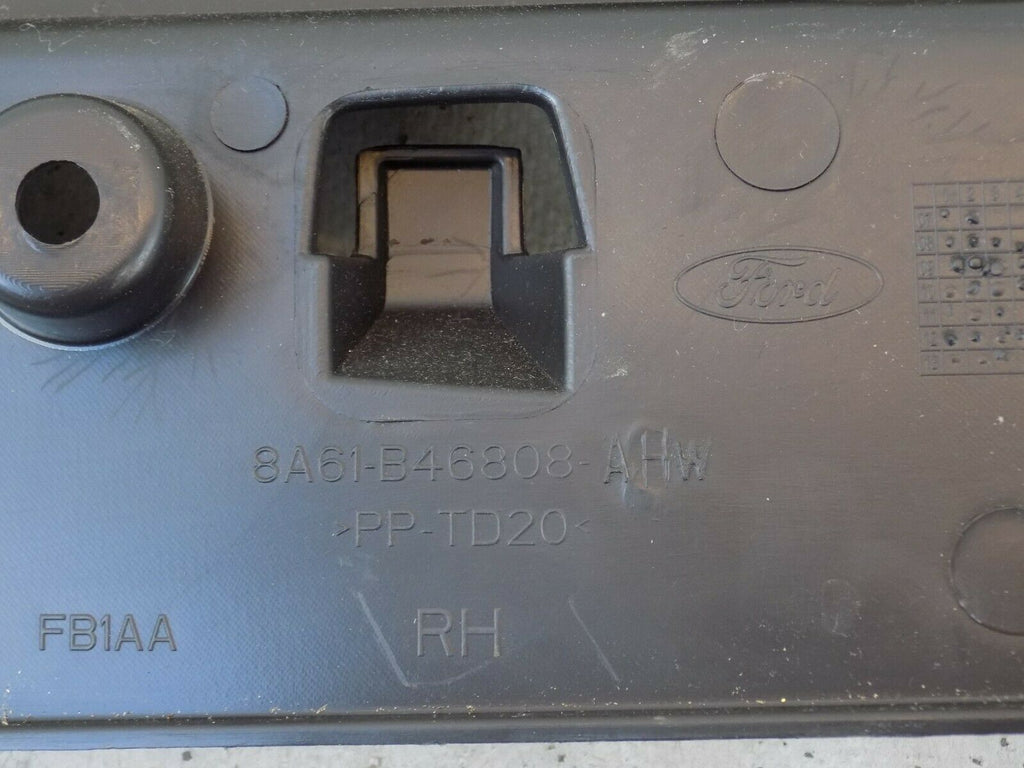 Ford
8A61-B46808-AHW
>PP-TD20<
FB1AA
RH